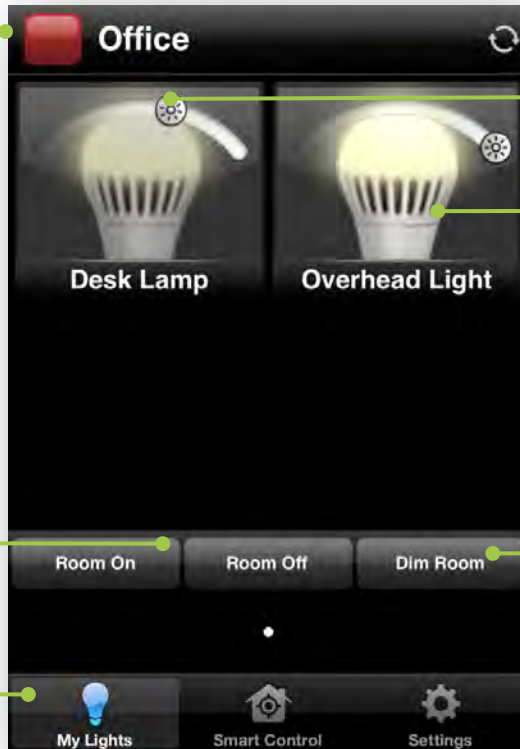 Office
Desk Lamp
Overhead Light
Room On
Room Off
Dim Room
My Lights
Smart Control
Settings